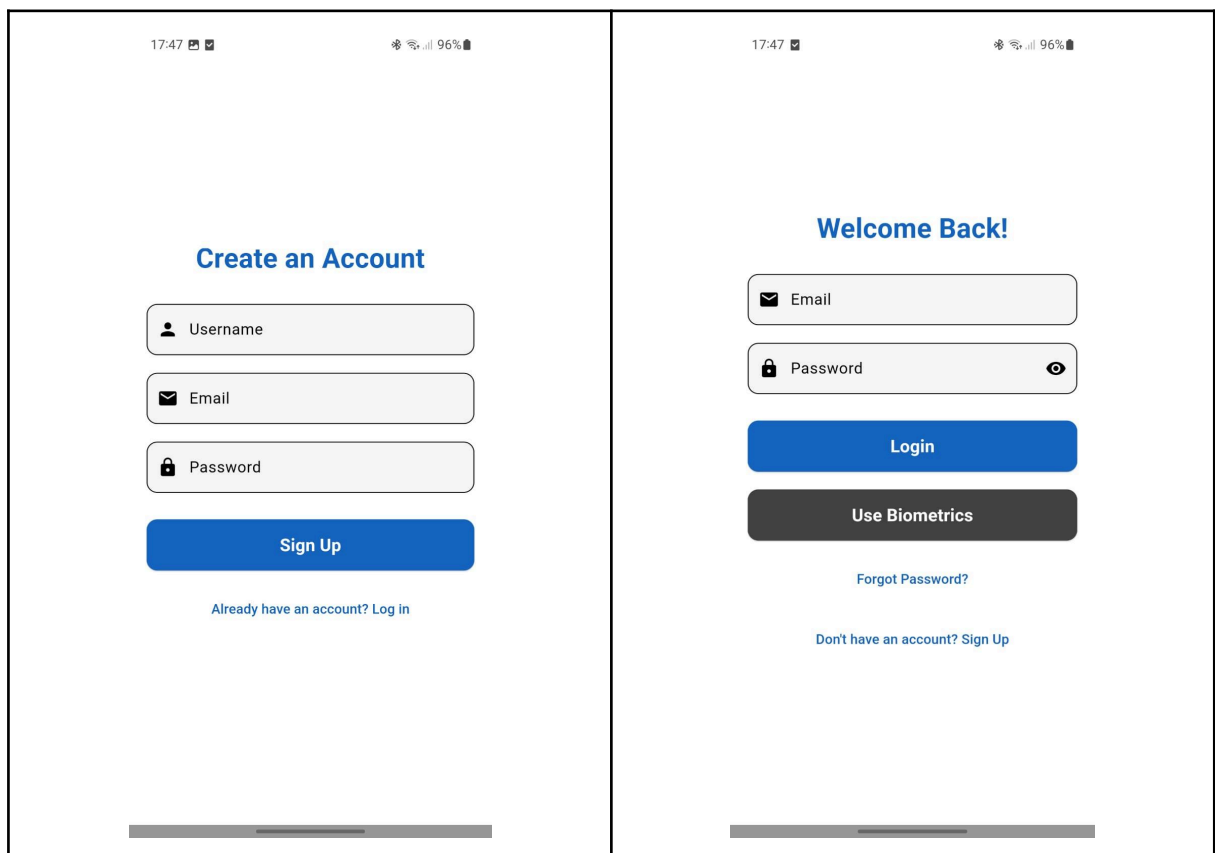 17:47 96%
Create an Account
Username
Email
Password
Sign Up
Already have an account? Log in
17:47 96%
Welcome Back!
Email
Password
Login
Use Biometrics
Forgot Password?
Don't have an account? Sign Up